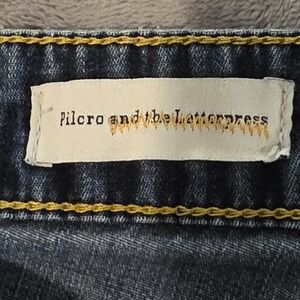 Pilcro and the Letterpress